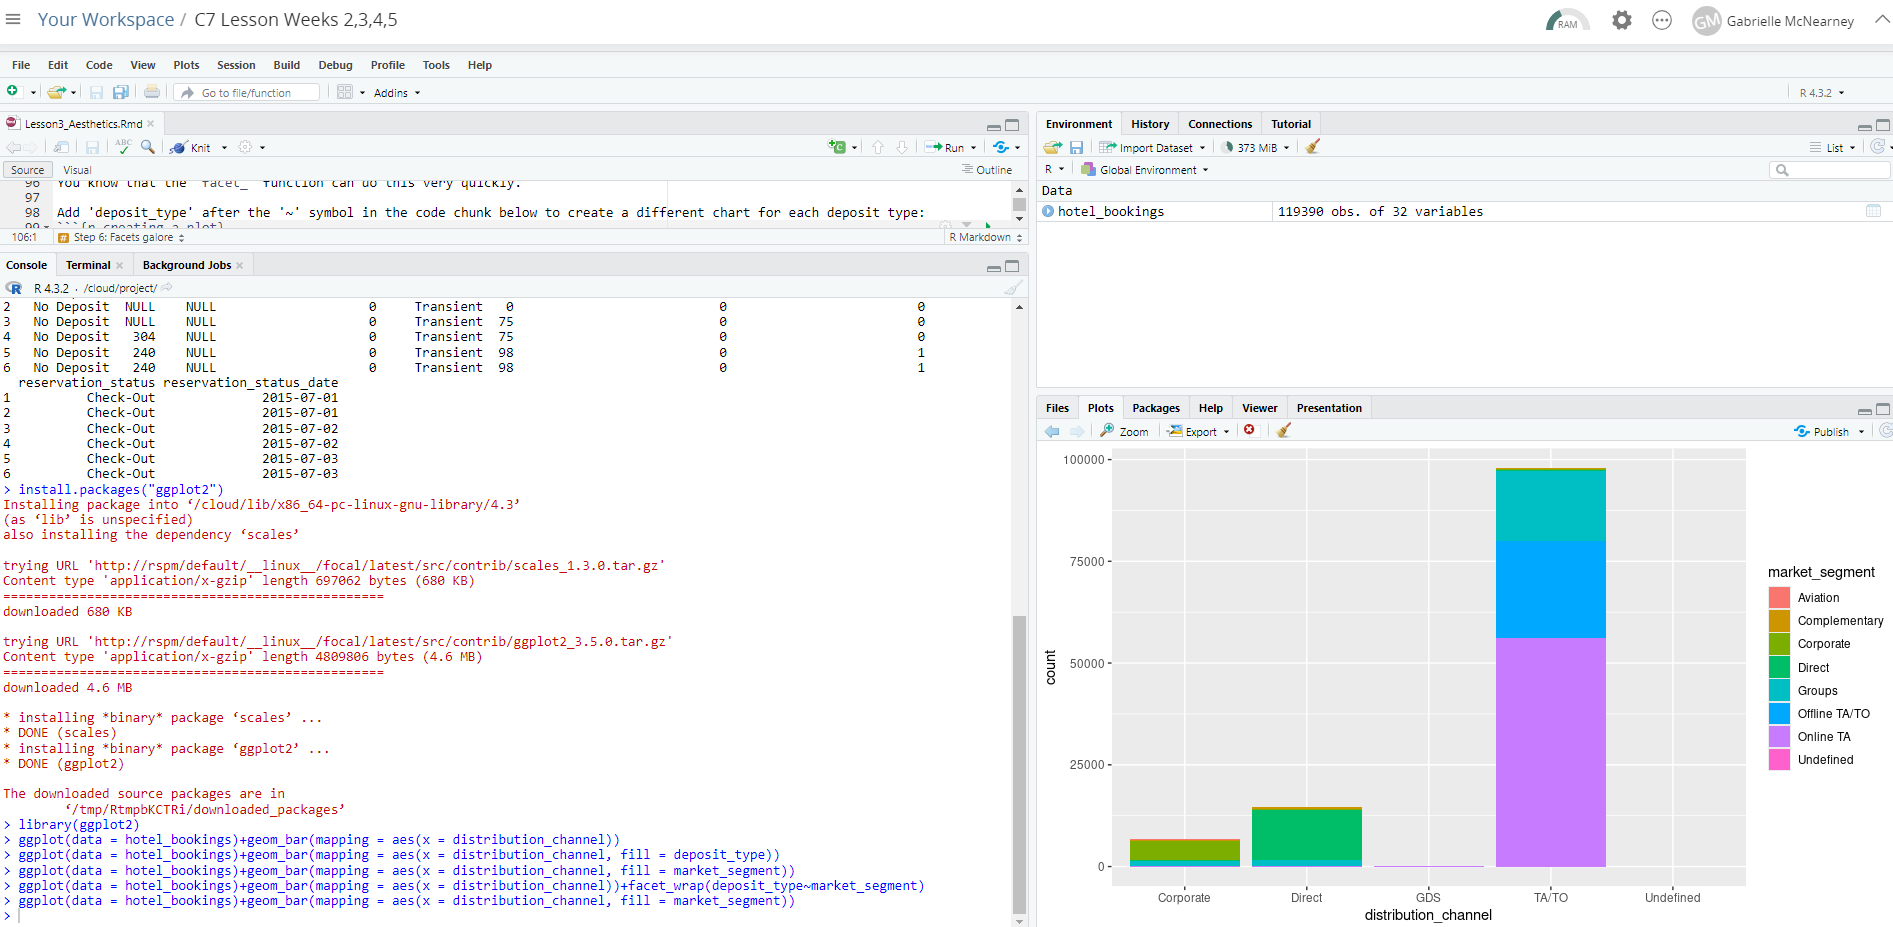 Your Workspace / C7 Lesson Weeks 2,3,4,5
RAM
GM Gabrielle McNearney
File Edit Code View Plots Session Build Debug Profile Tools Help
Go to file/function
Addins
R 4.3.2
Lesson3_Aesthetics.Rmd
ABC Knit
Run
Source Visual
Outline
96 You know that the `facet_` function can do this very quickly.
97
98 Add 'deposit_type' after the '~' symbol in the code chunk below to create a different chart for each deposit type:
99 ```{r creating a plot}
106:1 # Step 6: Facets galore
R Markdown
Console Terminal Background Jobs
R R 4.3.2 · /cloud/project/
2 No Deposit NULL NULL 0 Transient 0 0 0
3 No Deposit NULL NULL 0 Transient 75 0 0
4 No Deposit 304 NULL 0 Transient 75 0 0
5 No Deposit 240 NULL 0 Transient 98 0 1
6 No Deposit 240 NULL 0 Transient 98 0 1
reservation_status reservation_status_date
1 Check-Out 2015-07-01
2 Check-Out 2015-07-01
3 Check-Out 2015-07-02
4 Check-Out 2015-07-02
5 Check-Out 2015-07-03
6 Check-Out 2015-07-03
> install.packages("ggplot2")
Installing package into ‘/cloud/lib/x86_64-pc-linux-gnu-library/4.3’
(as ‘lib’ is unspecified)
also installing the dependency ‘scales’
trying URL 'http://rspm/default/__linux__/focal/latest/src/contrib/scales_1.3.0.tar.gz'
Content type 'application/x-gzip' length 697062 bytes (680 KB)
==================================================
downloaded 680 KB
trying URL 'http://rspm/default/__linux__/focal/latest/src/contrib/ggplot2_3.5.0.tar.gz'
Content type 'application/x-gzip' length 4809806 bytes (4.6 MB)
==================================================
downloaded 4.6 MB
* installing *binary* package ‘scales’ ...
* DONE (scales)
* installing *binary* package ‘ggplot2’ ...
* DONE (ggplot2)
The downloaded source packages are in
‘/tmp/RtmpbKCTRi/downloaded_packages’
> library(ggplot2)
> ggplot(data = hotel_bookings)+geom_bar(mapping = aes(x = distribution_channel))
> ggplot(data = hotel_bookings)+geom_bar(mapping = aes(x = distribution_channel, fill = deposit_type))
> ggplot(data = hotel_bookings)+geom_bar(mapping = aes(x = distribution_channel, fill = market_segment))
> ggplot(data = hotel_bookings)+geom_bar(mapping = aes(x = distribution_channel))+facet_wrap(deposit_type~market_segment)
> ggplot(data = hotel_bookings)+geom_bar(mapping = aes(x = distribution_channel, fill = market_segment))
>
Environment History Connections Tutorial
Import Dataset 373 MiB List
R Global Environment
Data
hotel_bookings 119390 obs. of 32 variables
Files Plots Packages Help Viewer Presentation
Zoom Export Publish
100000
75000
50000
25000
0
count
Corporate Direct GDS TA/TO Undefined
distribution_channel
market_segment
Aviation
Complementary
Corporate
Direct
Groups
Offline TA/TO
Online TA
Undefined